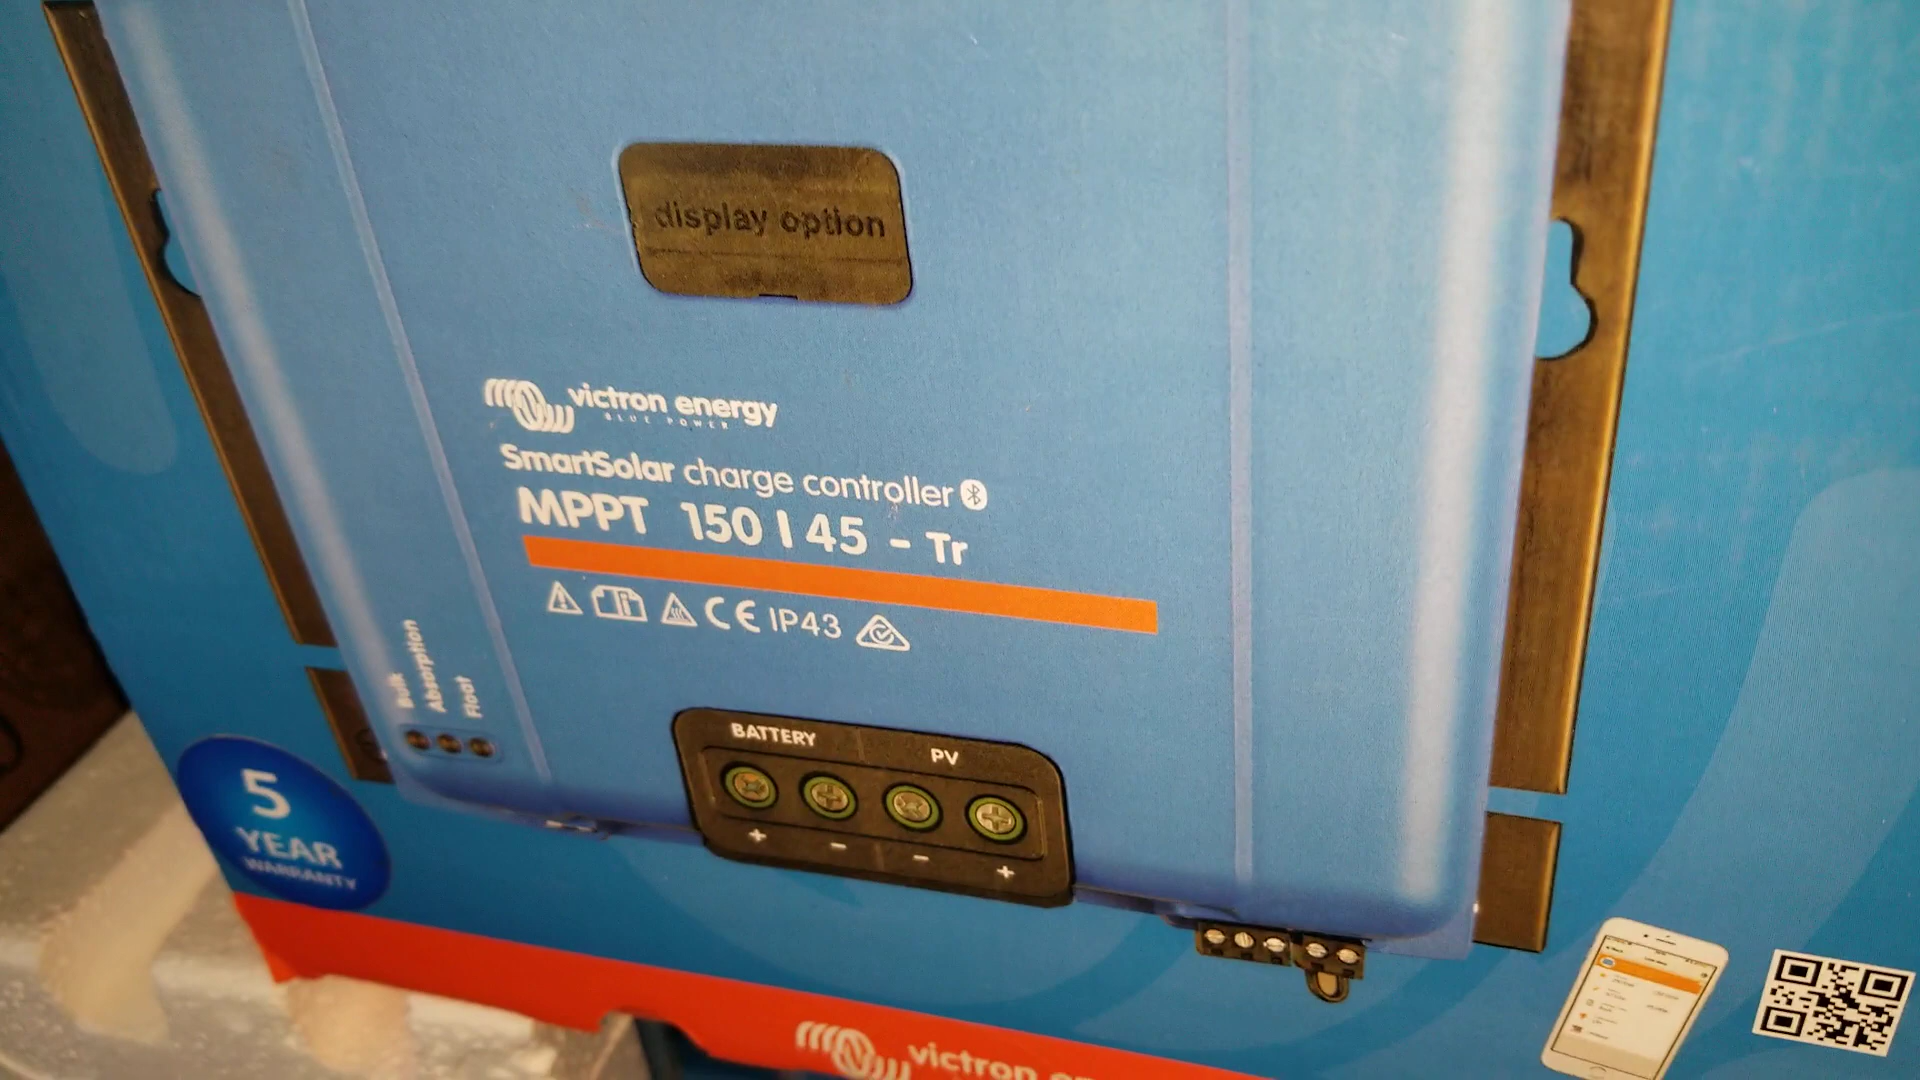 display option
victron energy
BLUE POWER
SmartSolar charge controller
MPPT 150 | 45 - Tr
CE IP43
Bulk
Absorption
Float
BATTERY
PV
+ - - +
5
YEAR
WARRANTY
victron en